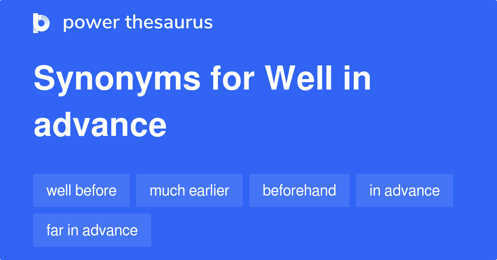 power thesaurus
Synonyms for Well in
advance
well before much earlier beforehand in advance
far in advance